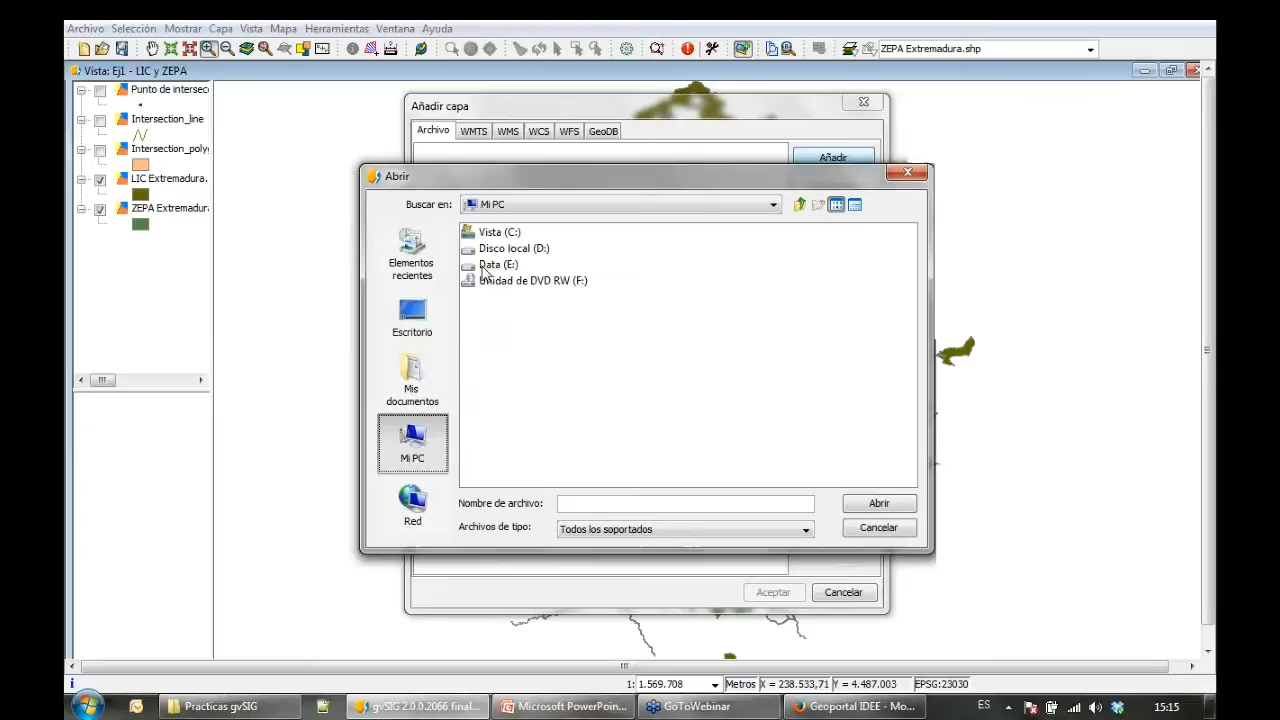 Archivo Selección Mostrar Capa Vista Mapa Herramientas Ventana Ayuda
ZEPA Extremadura.shp
Vista: Ej1 - LIC y ZEPA
Punto de intersec
Intersection_line
Intersection_poly
LIC Extremadura.
ZEPA Extremadura
Añadir capa
Archivo WMTS WMS WCS WFS GeoDB
Añadir
Abrir
Buscar en: Mi PC
Vista (C:)
Disco local (D:)
Data (E:)
Unidad de DVD RW (F:)
Elementos recientes
Escritorio
Mis documentos
Mi PC
Red
Nombre de archivo:
Abrir
Archivos de tipo: Todos los soportados
Cancelar
Aceptar Cancelar
1: 1.569.708 Metros X = 238.533,71 Y = 4.487.003 EPSG:23030
Practicas gvSIG
gvSIG 2.0.0.2066 final...
Microsoft PowerPoin...
GoToWebinar
Geoportal IDEE - Mo...
ES
15:15